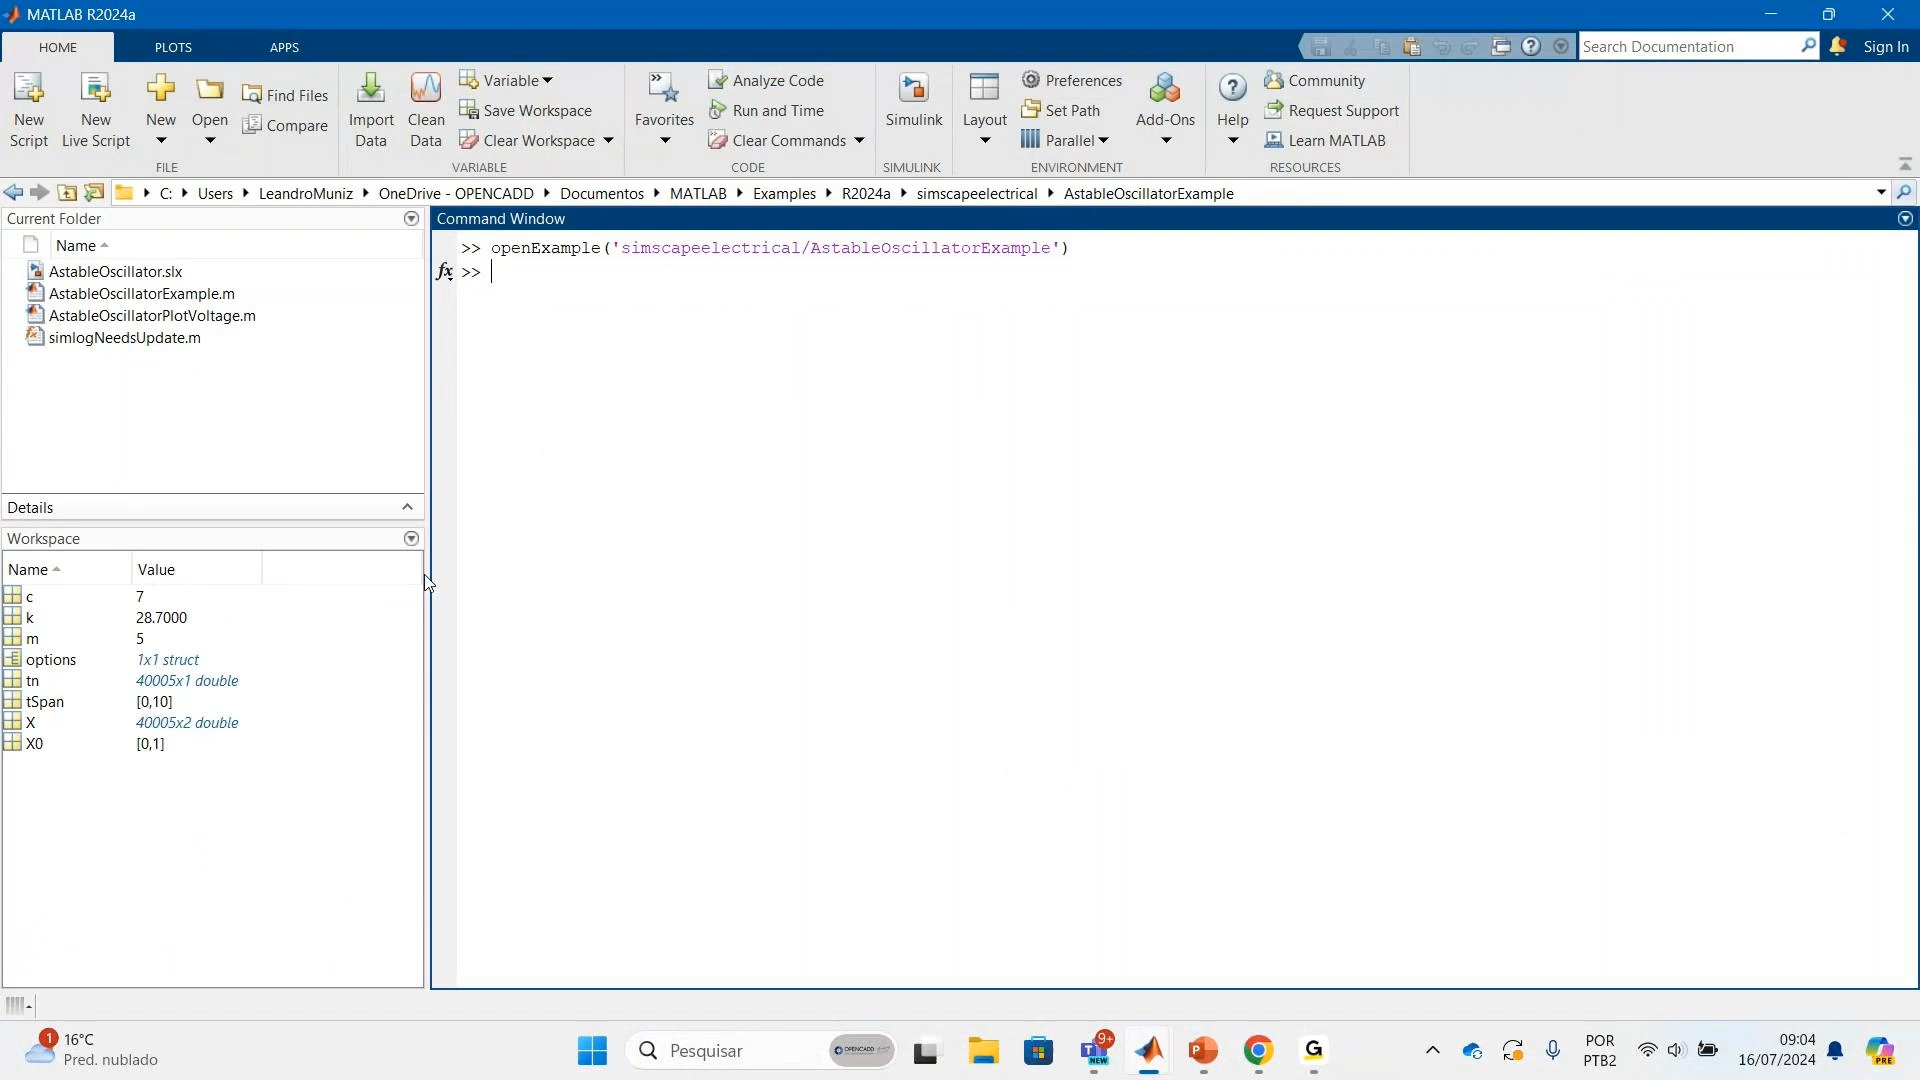 MATLAB R2024a
HOME PLOTS APPS
Search Documentation
Sign In
New Script
New Live Script
New
Open
Find Files
Compare
FILE
Import Data
Clean Data
Variable
Save Workspace
Clear Workspace
VARIABLE
Favorites
Analyze Code
Run and Time
Clear Commands
CODE
Simulink
SIMULINK
Layout
Preferences
Set Path
Parallel
Add-Ons
ENVIRONMENT
Help
Community
Request Support
Learn MATLAB
RESOURCES
C: Users LeandroMuniz OneDrive - OPENCADD Documentos MATLAB Examples R2024a simscapeelectrical AstableOscillatorExample
Current Folder
Name
AstableOscillator.slx
AstableOscillatorExample.m
AstableOscillatorPlotVoltage.m
simlogNeedsUpdate.m
Details
Workspace
Name Value
c 7
k 28.7000
m 5
options 1x1 struct
tn 40005x1 double
tSpan [0,10]
X 40005x2 double
X0 [0,1]
Command Window
>> openExample('simscapeelectrical/AstableOscillatorExample')
fx >>
1
16°C
Pred. nublado
Pesquisar
OPENCADD
9+
NEW
G
POR
PTB2
09:04
16/07/2024
PRE